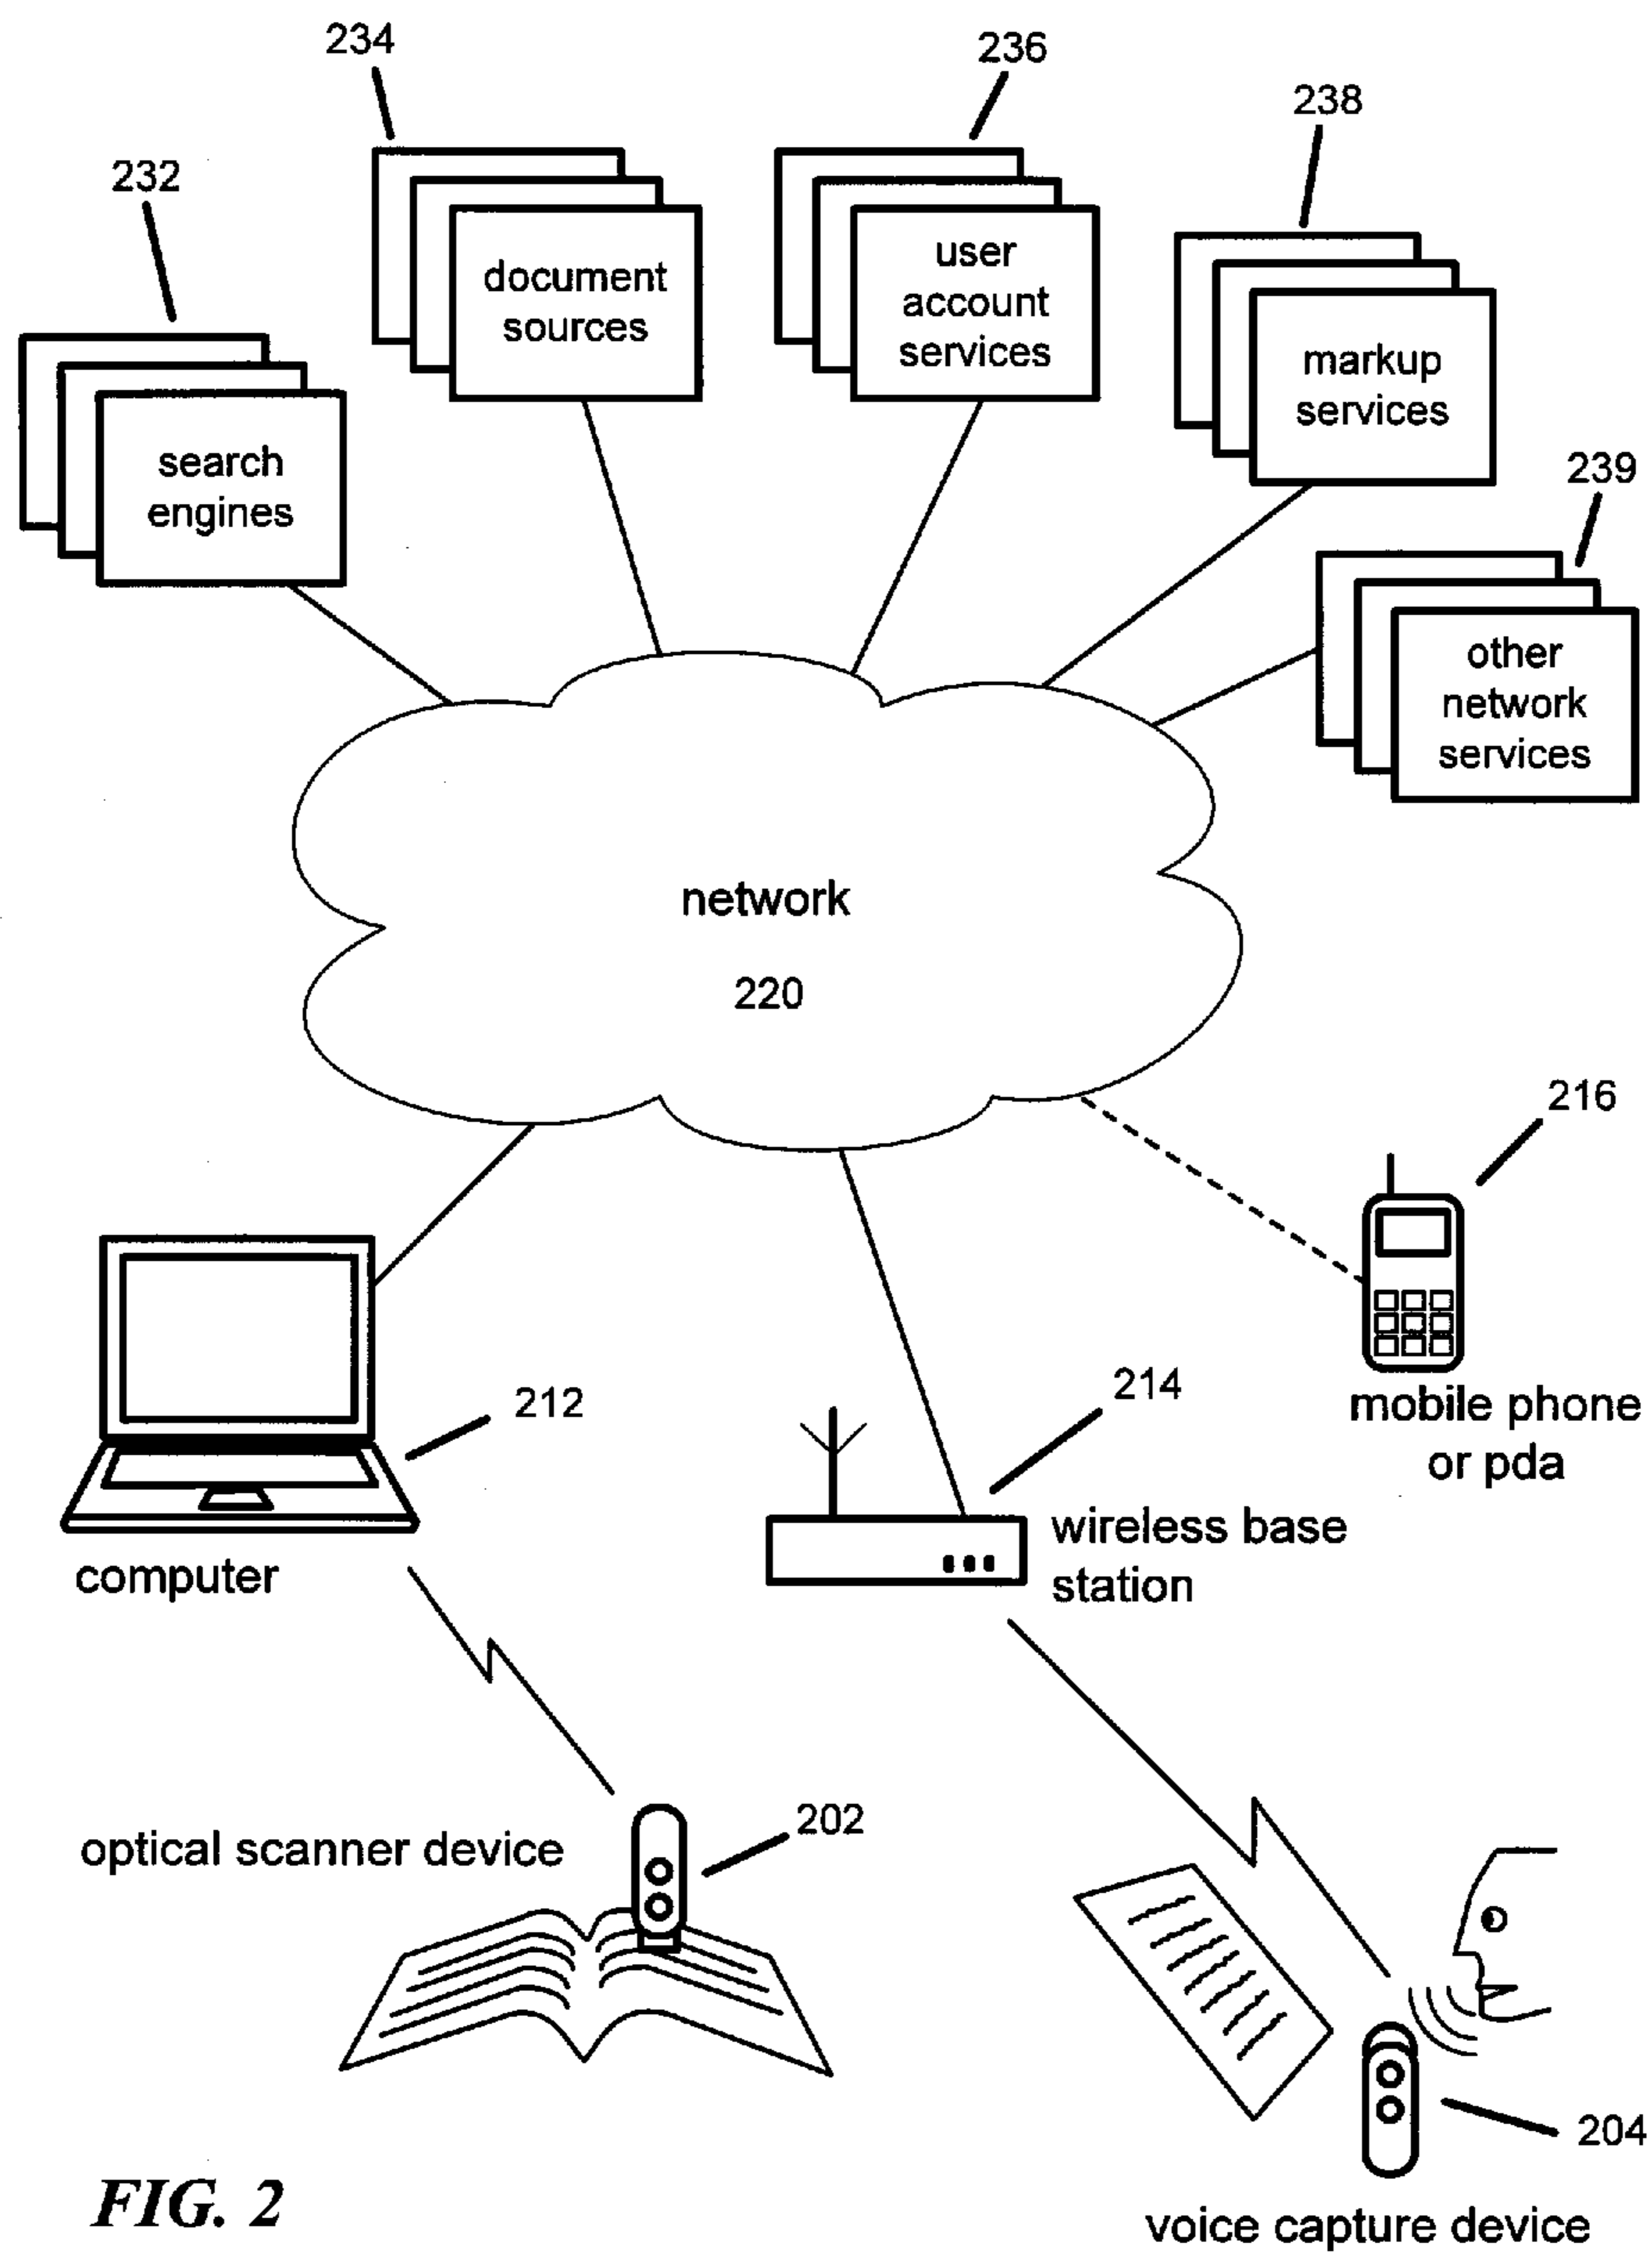 234
236
238
232
document
sources
user
account
services
markup
services
239
search
engines
other
network
services
network
220
216
mobile phone
or pda
212
214
computer
wireless base
station
optical scanner device
202
204
FIG. 2
voice capture device